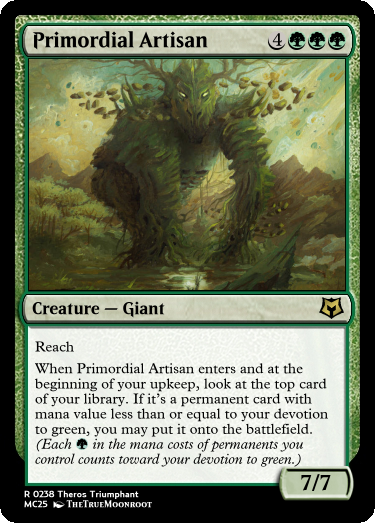 Primordial Artisan 4
Creature — Giant
Reach
When Primordial Artisan enters and at the
beginning of your upkeep, look at the top card
of your library. If it's a permanent card with
mana value less than or equal to your devotion
to green, you may put it onto the battlefield.
(Each in the mana costs of permanents you
control counts toward your devotion to green.)
7/7
R 0238 Theros Triumphant
MC25 TheTrueMoonroot